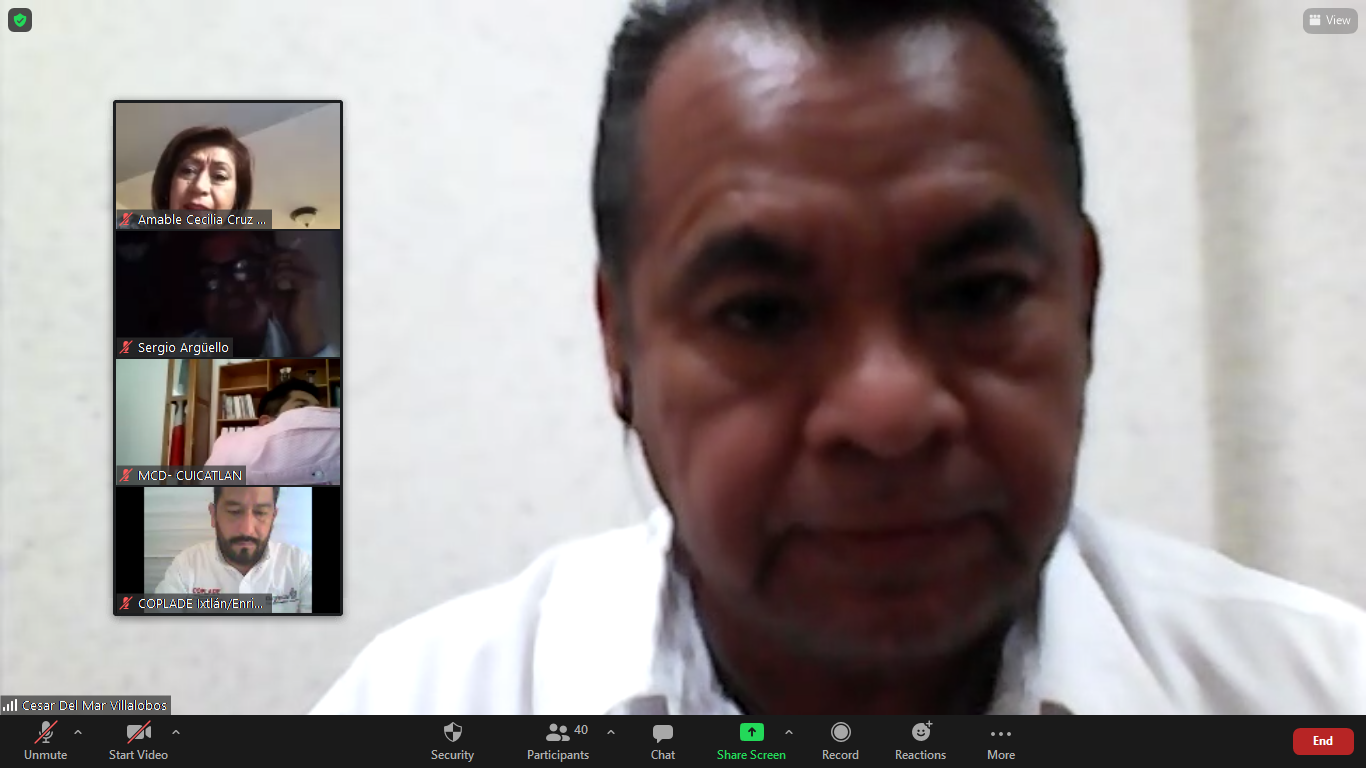 View
Amable Cecilia Cruz ...
Sergio Argüello
MCD- CUICATLAN
COPLADE
COPLADE Ixtlán/Enri...
Cesar Del Mar Villalobos
Unmute
Start Video
Security
Participants
40
Chat
Share Screen
Record
Reactions
More
End